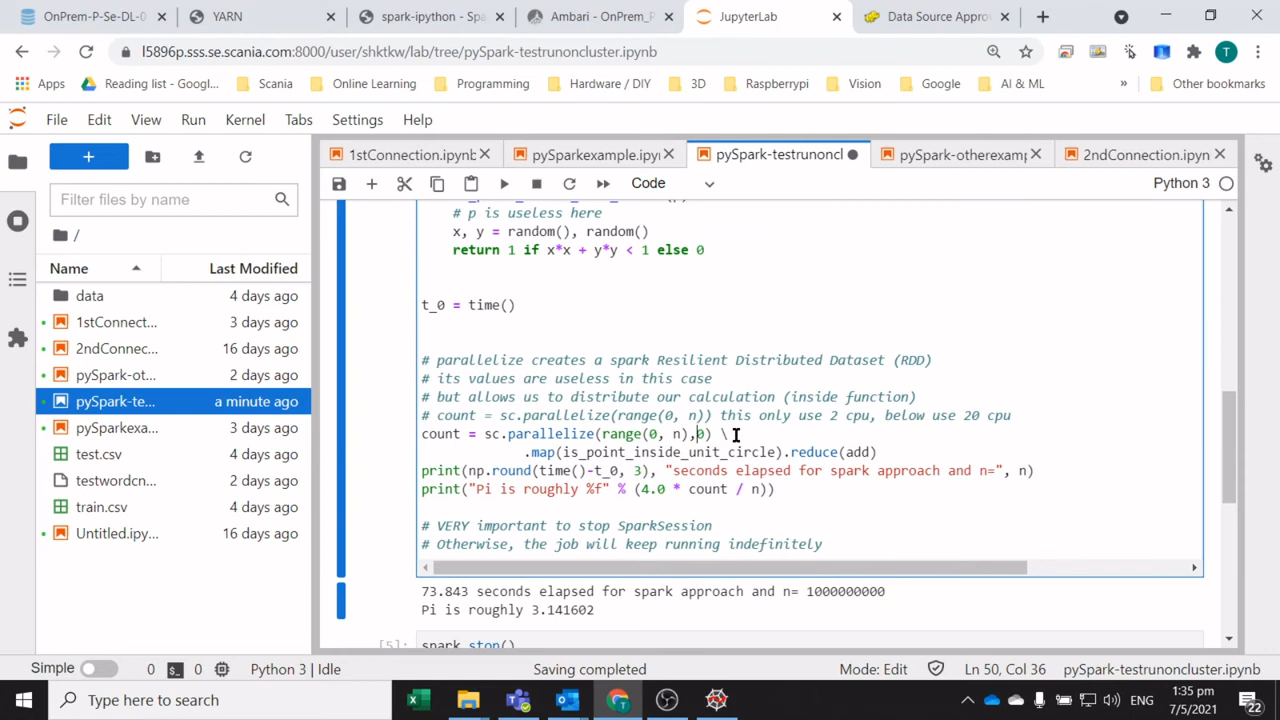 OnPrem-P-Se-DL-0
YARN
spark-ipython - Sp
Ambari - OnPrem_P
JupyterLab
Data Source Approv
l5896p.sss.se.scania.com:8000/user/shktkw/lab/tree/pySpark-testrunoncluster.ipynb
T
Apps Reading list - Googl... Scania Online Learning Programming Hardware / DIY 3D Raspberrypi Vision Google AI & ML » Other bookmarks
File Edit View Run Kernel Tabs Settings Help
1stConnection.ipynb pySparkexample.ipyn pySpark-testrunoncl pySpark-otherexamp 2ndConnection.ipyn
Code Python 3
Filter files by name
/
Name Last Modified
data 4 days ago
1stConnect... 3 days ago
2ndConnec... 16 days ago
pySpark-ot... 2 days ago
pySpark-te... a minute ago
pySparkexa... 4 days ago
test.csv 4 days ago
testwordcn... 4 days ago
train.csv 4 days ago
Untitled.ipy... 16 days ago
# p is useless here
x, y = random(), random()
return 1 if x*x + y*y < 1 else 0
t_0 = time()
# parallelize creates a spark Resilient Distributed Dataset (RDD)
# its values are useless in this case
# but allows us to distribute our calculation (inside function)
# count = sc.parallelize(range(0, n)) this only use 2 cpu, below use 20 cpu
count = sc.parallelize(range(0, n),0) \
.map(is_point_inside_unit_circle).reduce(add)
print(np.round(time()-t_0, 3), "seconds elapsed for spark approach and n=", n)
print("Pi is roughly %f" % (4.0 * count / n))
# VERY important to stop SparkSession
# Otherwise, the job will keep running indefinitely
73.843 seconds elapsed for spark approach and n= 1000000000
Pi is roughly 3.141602
[5]: spark.stop()
Simple 0 0 Python 3 | Idle Saving completed Mode: Edit Ln 50, Col 36 pySpark-testrunoncluster.ipynb
Type here to search
ENG
1:35 pm
7/5/2021
22